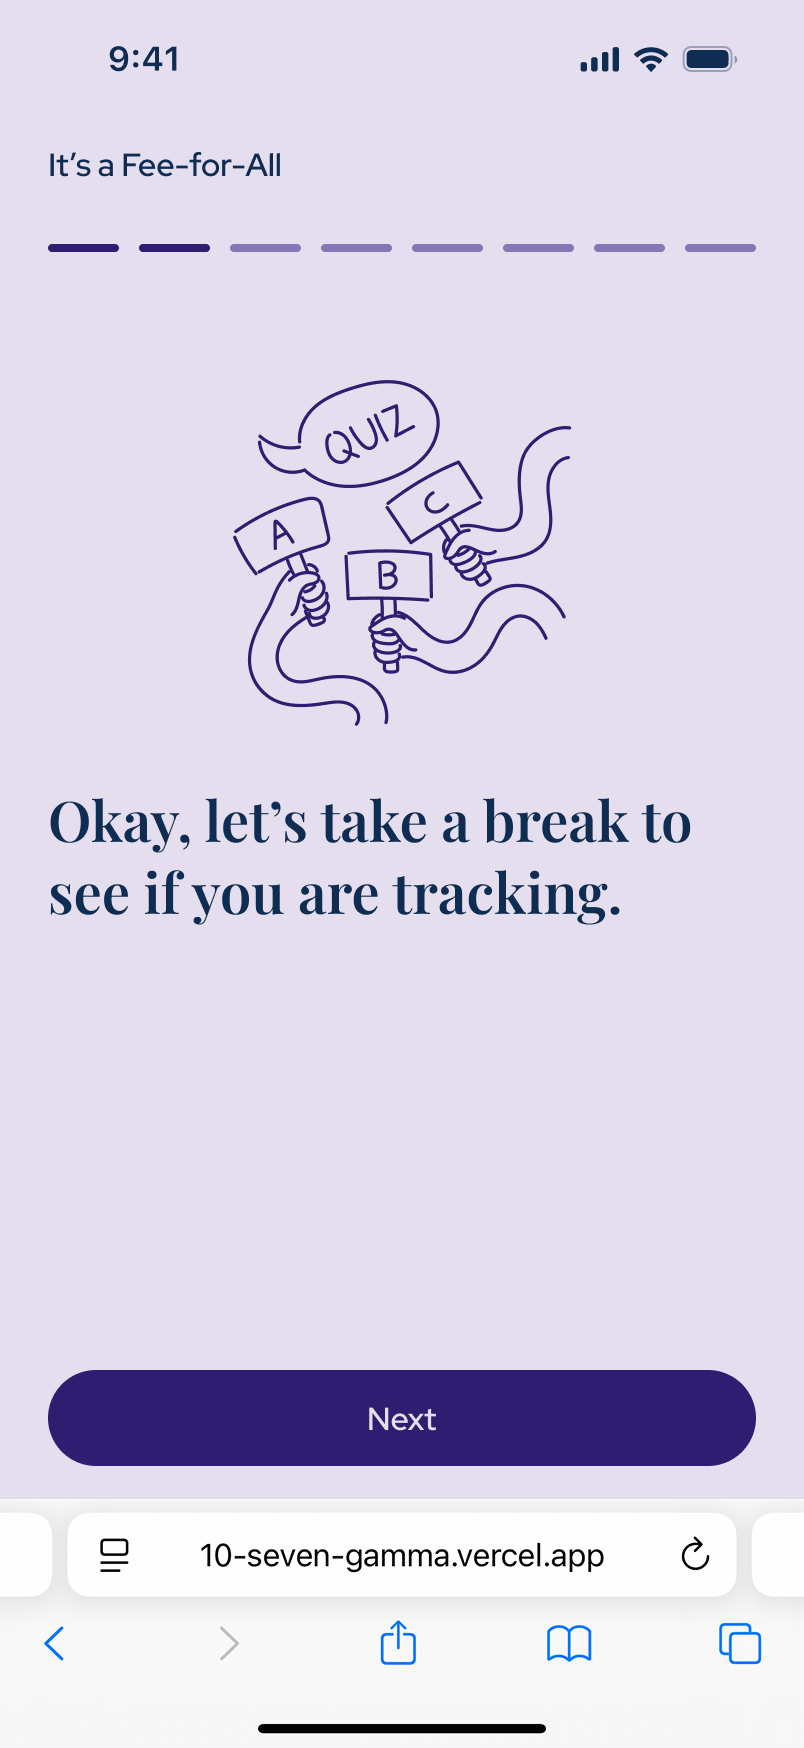 9:41
It’s a Fee-for-All
QUIZ
C
A
B
Okay, let’s take a break to
see if you are tracking.
Next
10-seven-gamma.vercel.app